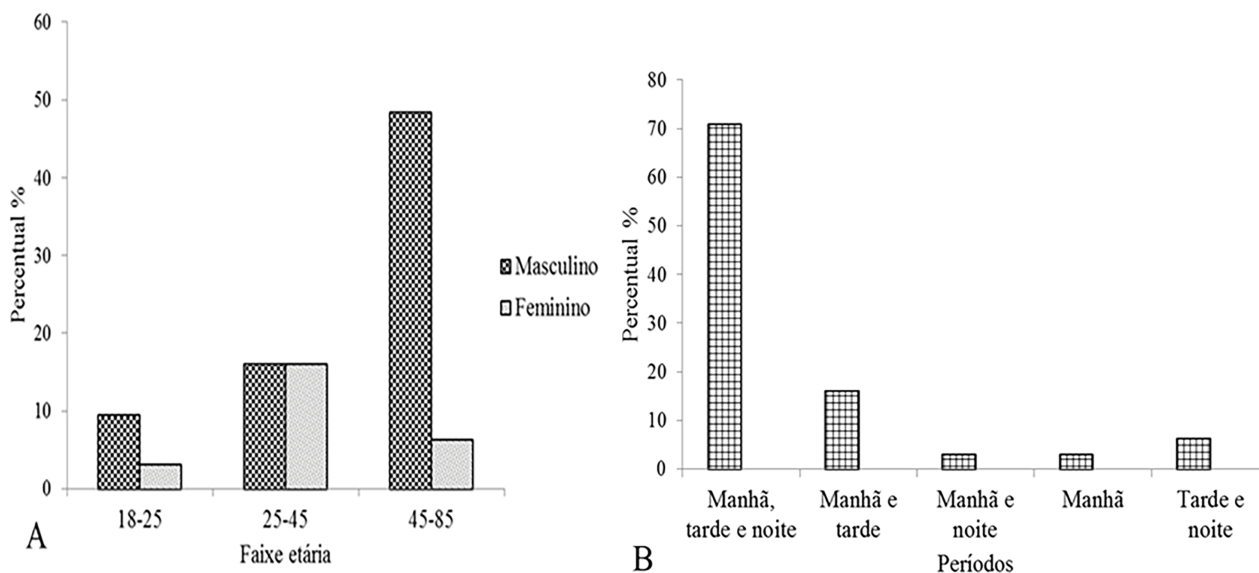 60
50
40
30
20
10
0
Percentual %
18-25
25-45
45-85
Faixe etária
A
Masculino
Feminino
80
70
60
50
40
30
20
10
0
Percentual %
Manhã,
tarde e noite
Manhã e
tarde
Manhã e
noite
Manhã
Tarde e
noite
Períodos
B